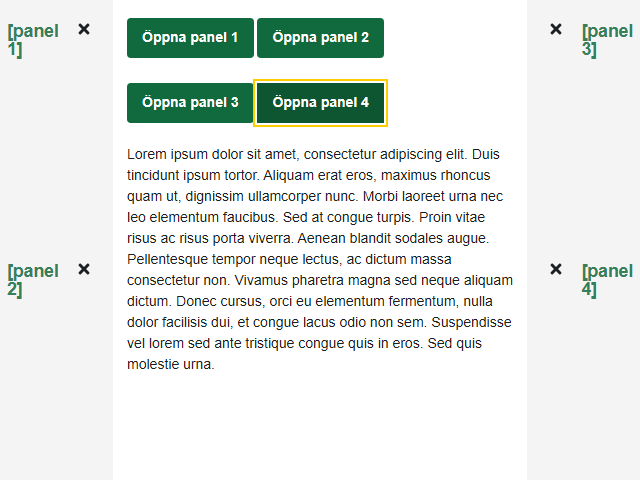 [panel
1]
[panel
2]
Öppna panel 1
Öppna panel 2
Öppna panel 3
Öppna panel 4
Lorem ipsum dolor sit amet, consectetur adipiscing elit. Duis
tincidunt ipsum tortor. Aliquam erat eros, maximus rhoncus
quam ut, dignissim ullamcorper nunc. Morbi laoreet urna nec
leo elementum faucibus. Sed at congue turpis. Proin vitae
risus ac risus porta viverra. Aenean blandit sodales augue.
Pellentesque tempor neque lectus, ac dictum massa
consectetur non. Vivamus pharetra magna sed neque aliquam
dictum. Donec cursus, orci eu elementum fermentum, nulla
dolor facilisis dui, et congue lacus odio non sem. Suspendisse
vel lorem sed ante tristique congue quis in eros. Sed quis
molestie urna.
[panel
3]
[panel
4]